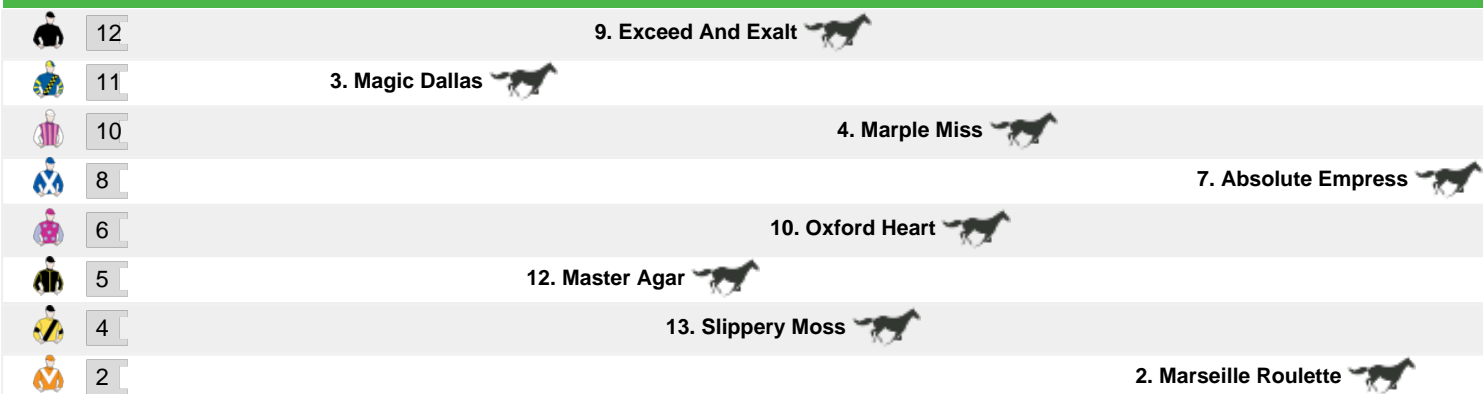 12 9. Exceed And Exalt
11 3. Magic Dallas
10 4. Marple Miss
8 7. Absolute Empress
6 10. Oxford Heart
5 12. Master Agar
4 13. Slippery Moss
2 2. Marseille Roulette